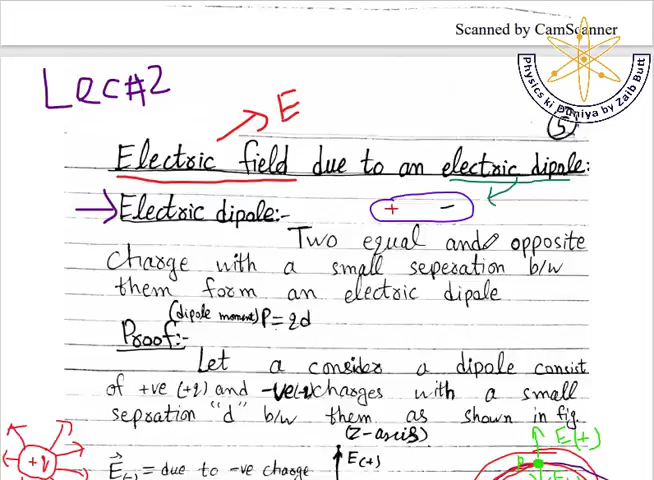 Scanned by CamScanner
Physics ki Duniya by Zaib Butt
Lec#2
E
5
Electric field due to an electric dipole:
Electric dipole:-
+ -
Two equal and opposite
charge with a small seperation b/w
them form an electric dipole
(dipole moment) P=qd
Proof:-
Let a consider a dipole consist
of +ve (+q) and -ve charges with a small
sepration "d" b/w them as shown in fig.
(Z-axis)
E(±)
E(+)
+q
E(-) = due to -ve charge